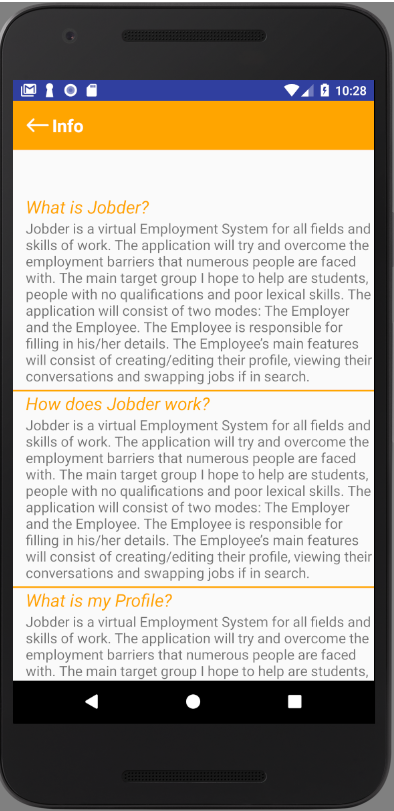 10:28
Info
What is Jobder?
Jobder is a virtual Employment System for all fields and
skills of work. The application will try and overcome the
employment barriers that numerous people are faced
with. The main target group I hope to help are students,
people with no qualifications and poor lexical skills. The
application will consist of two modes: The Employer
and the Employee. The Employee is responsible for
filling in his/her details. The Employee's main features
will consist of creating/editing their profile, viewing their
conversations and swapping jobs if in search.
How does Jobder work?
Jobder is a virtual Employment System for all fields and
skills of work. The application will try and overcome the
employment barriers that numerous people are faced
with. The main target group I hope to help are students,
people with no qualifications and poor lexical skills. The
application will consist of two modes: The Employer
and the Employee. The Employee is responsible for
filling in his/her details. The Employee's main features
will consist of creating/editing their profile, viewing their
conversations and swapping jobs if in search.
What is my Profile?
Jobder is a virtual Employment System for all fields and
skills of work. The application will try and overcome the
employment barriers that numerous people are faced
with. The main target group I hope to help are students,